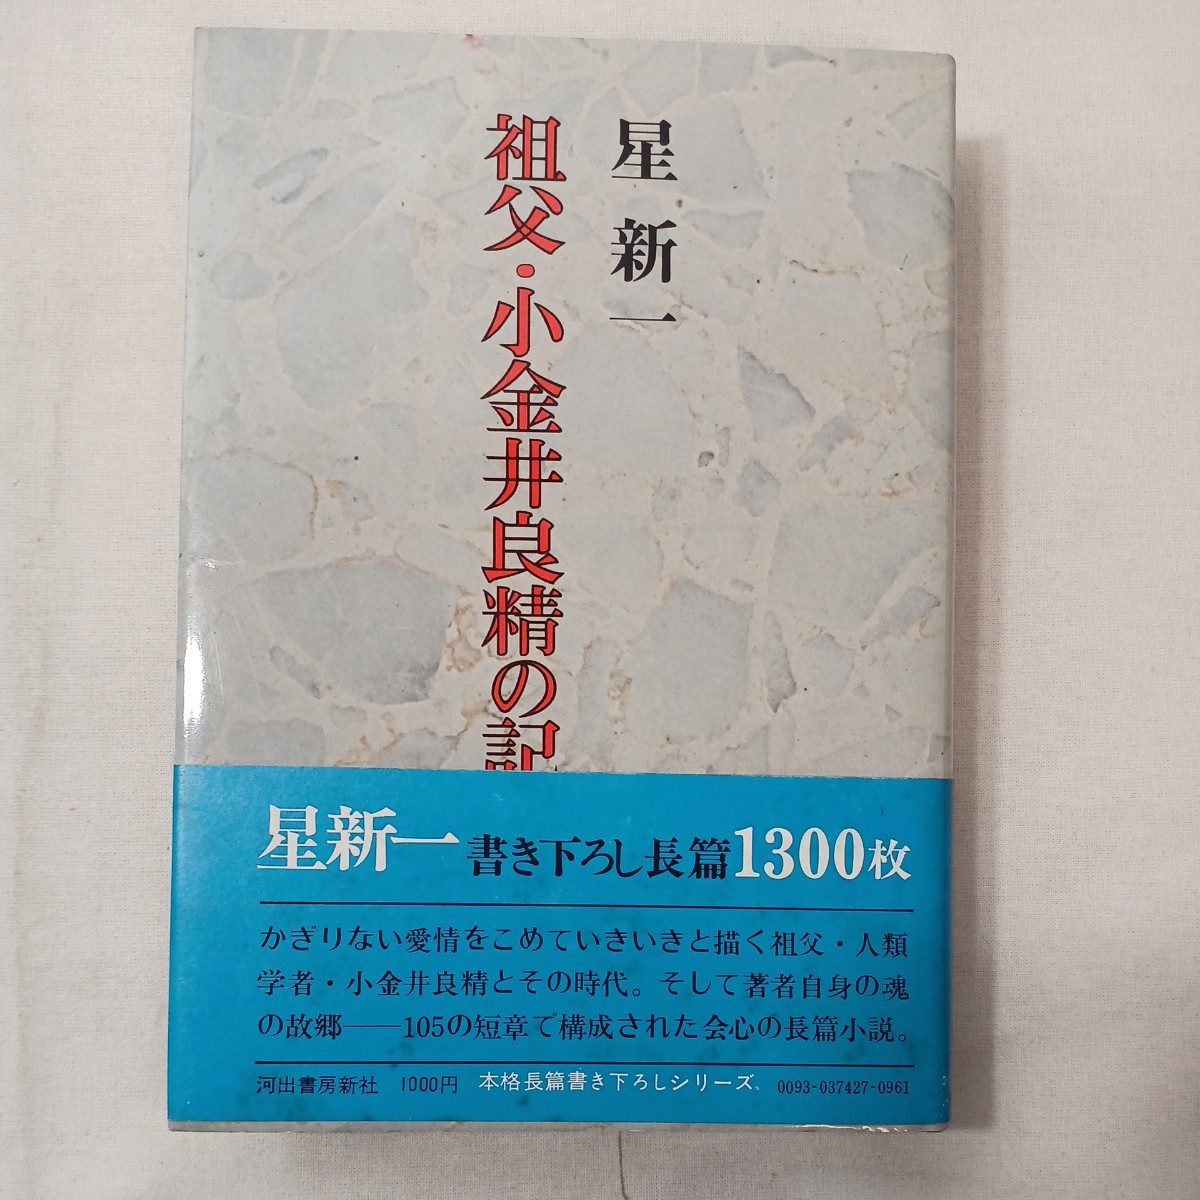 星新一
祖父・小金井良精の記
星新一 書き下ろし長篇1300枚
かぎりない愛情をこめていきいきと描く祖父・人類
学者・小金井良精とその時代。そして著者自身の魂
の故郷――105の短章で構成された会心の長篇小説。
河出書房新社 1000円 本格長篇書き下ろしシリーズ 0093-037427-0961